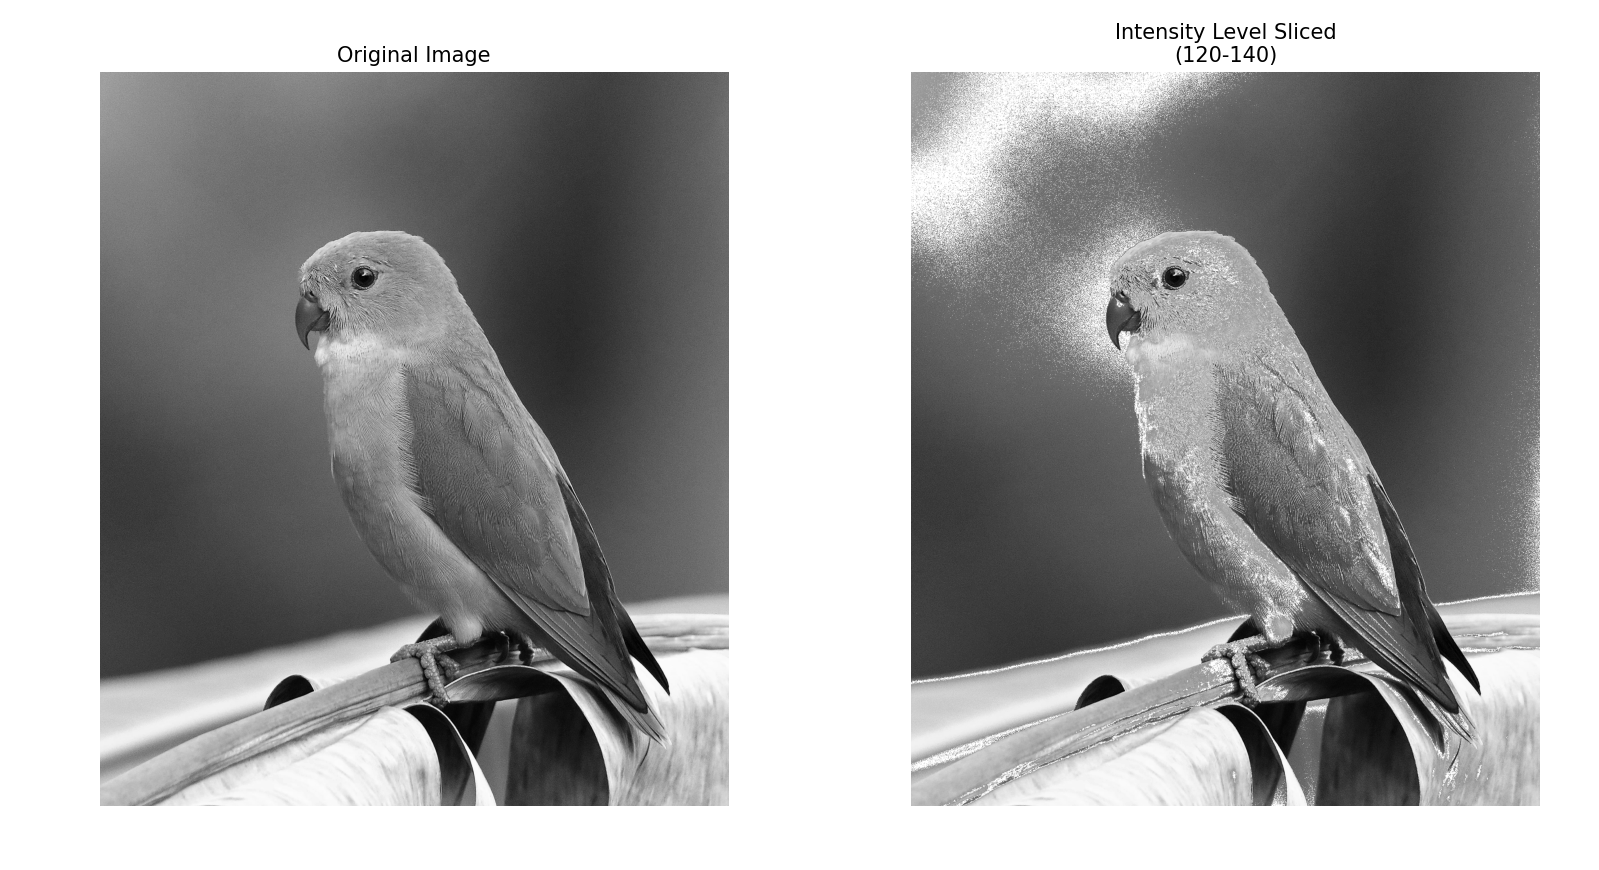 Original Image
Intensity Level Sliced
(120-140)